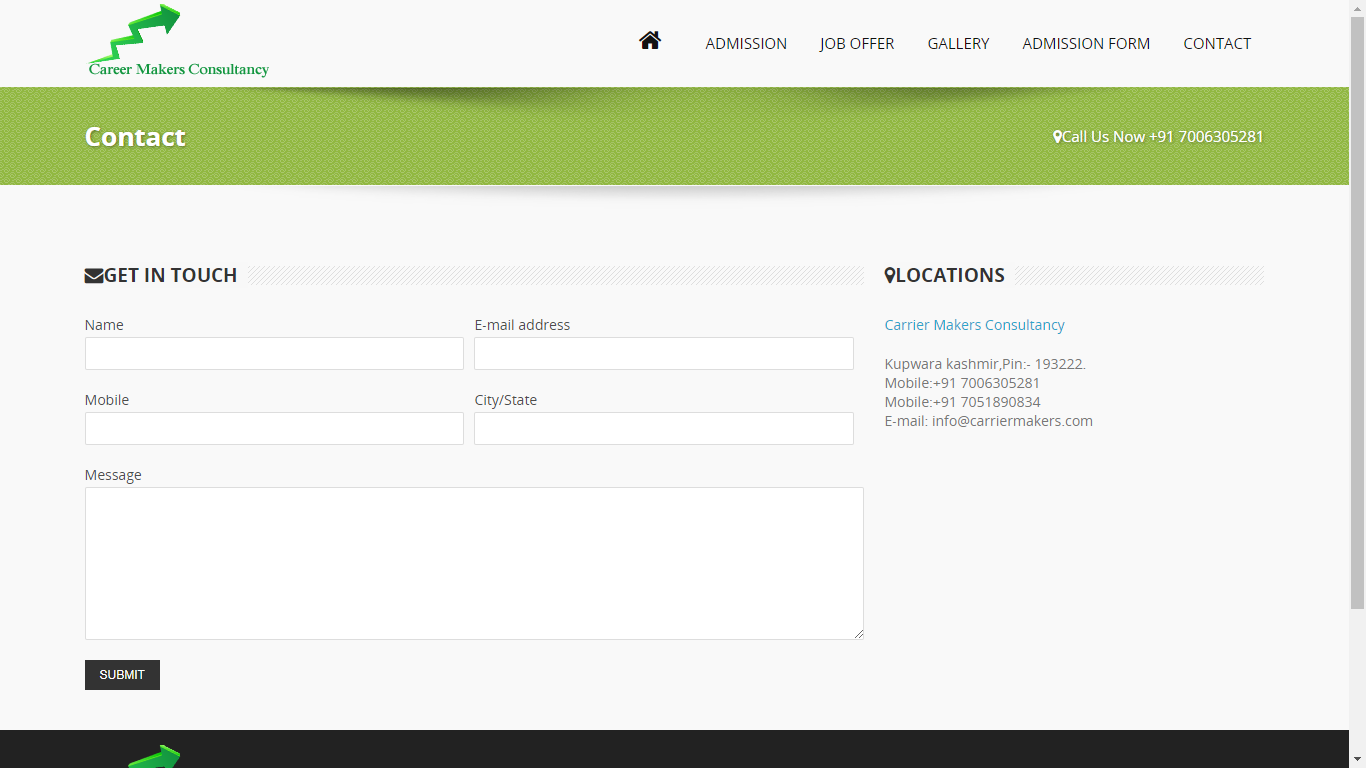 Career Makers Consultancy
ADMISSION JOB OFFER GALLERY ADMISSION FORM CONTACT
Contact
Call Us Now +91 7006305281
GET IN TOUCH
LOCATIONS
Name
E-mail address
Carrier Makers Consultancy
Kupwara kashmir,Pin:- 193222.
Mobile:+91 7006305281
Mobile:+91 7051890834
E-mail: info@carriermakers.com
Mobile
City/State
Message
SUBMIT